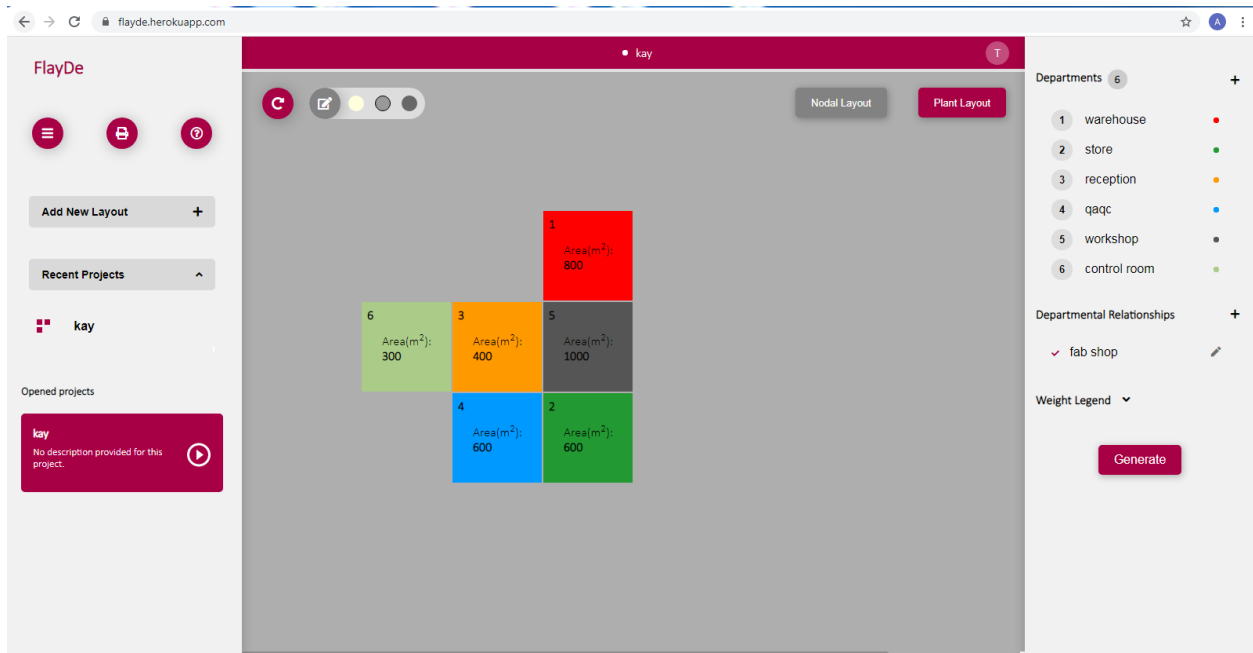 flayde.herokuapp.com
A
FlayDe
Add New Layout +
Recent Projects
kay
Opened projects
kay
No description provided for this
project.
kay
T
Nodal Layout
Plant Layout
1
Area(m²):
800
6
Area(m²):
300
3
Area(m²):
400
5
Area(m²):
1000
4
Area(m²):
600
2
Area(m²):
600
Departments 6 +
1 warehouse
2 store
3 reception
4 qaqc
5 workshop
6 control room
Departmental Relationships +
fab shop
Weight Legend
Generate